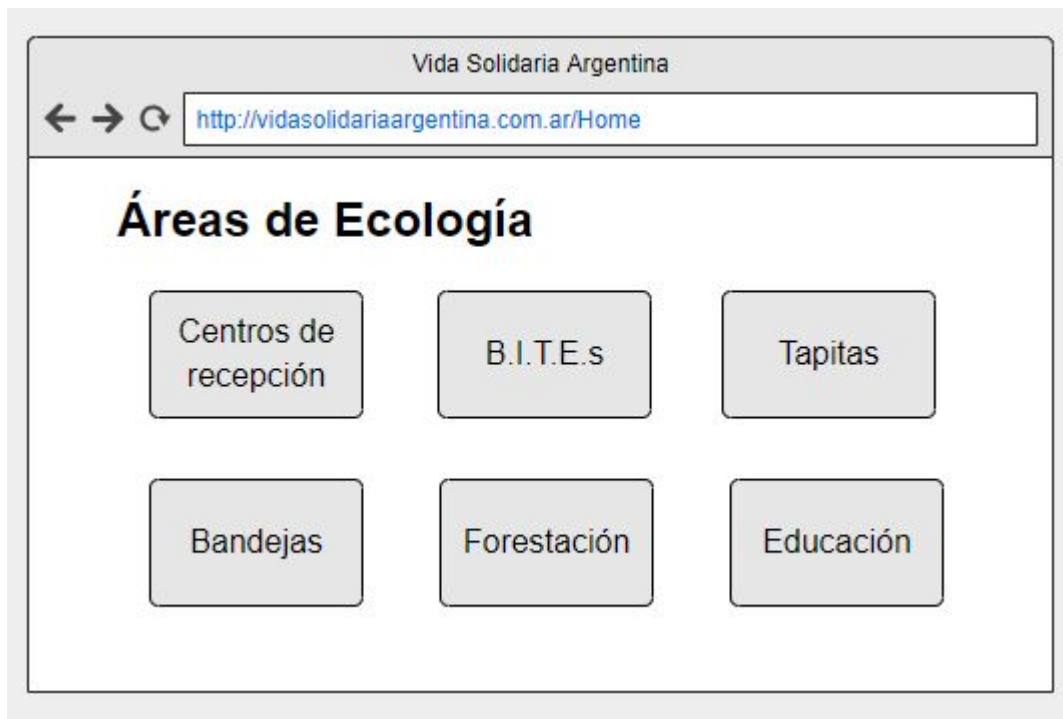 Vida Solidaria Argentina
http://vidasolidariaargentina.com.ar/Home
Áreas de Ecología
Centros de
recepción
B.I.T.E.s
Tapitas
Bandejas
Forestación
Educación